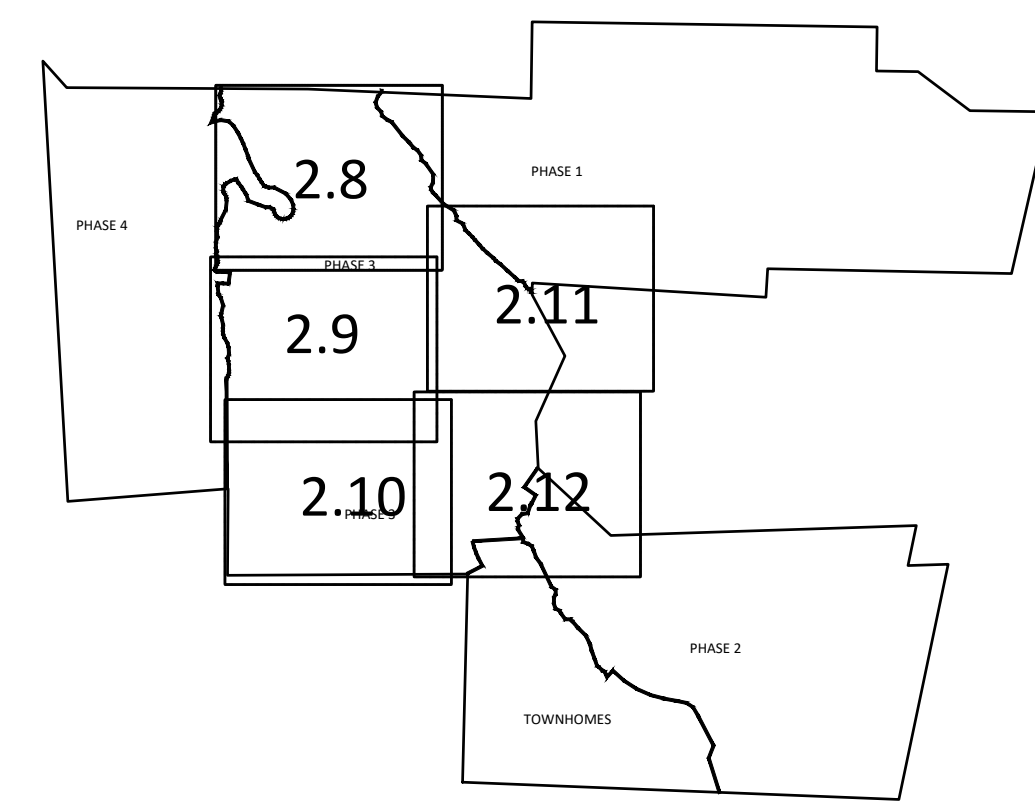 PHASE 1
2.8
PHASE 4
PHASE 3
2.11
2.9
2.12
2.10
PHASE 3
PHASE 2
TOWNHOMES